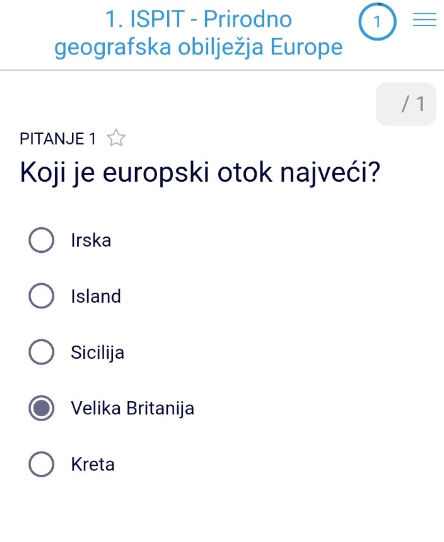 1. ISPIT - Prirodno
geografska obilježja Europe
1
/ 1
PITANJE 1
Koji je europski otok najveći?
Irska
Island
Sicilija
Velika Britanija
Kreta